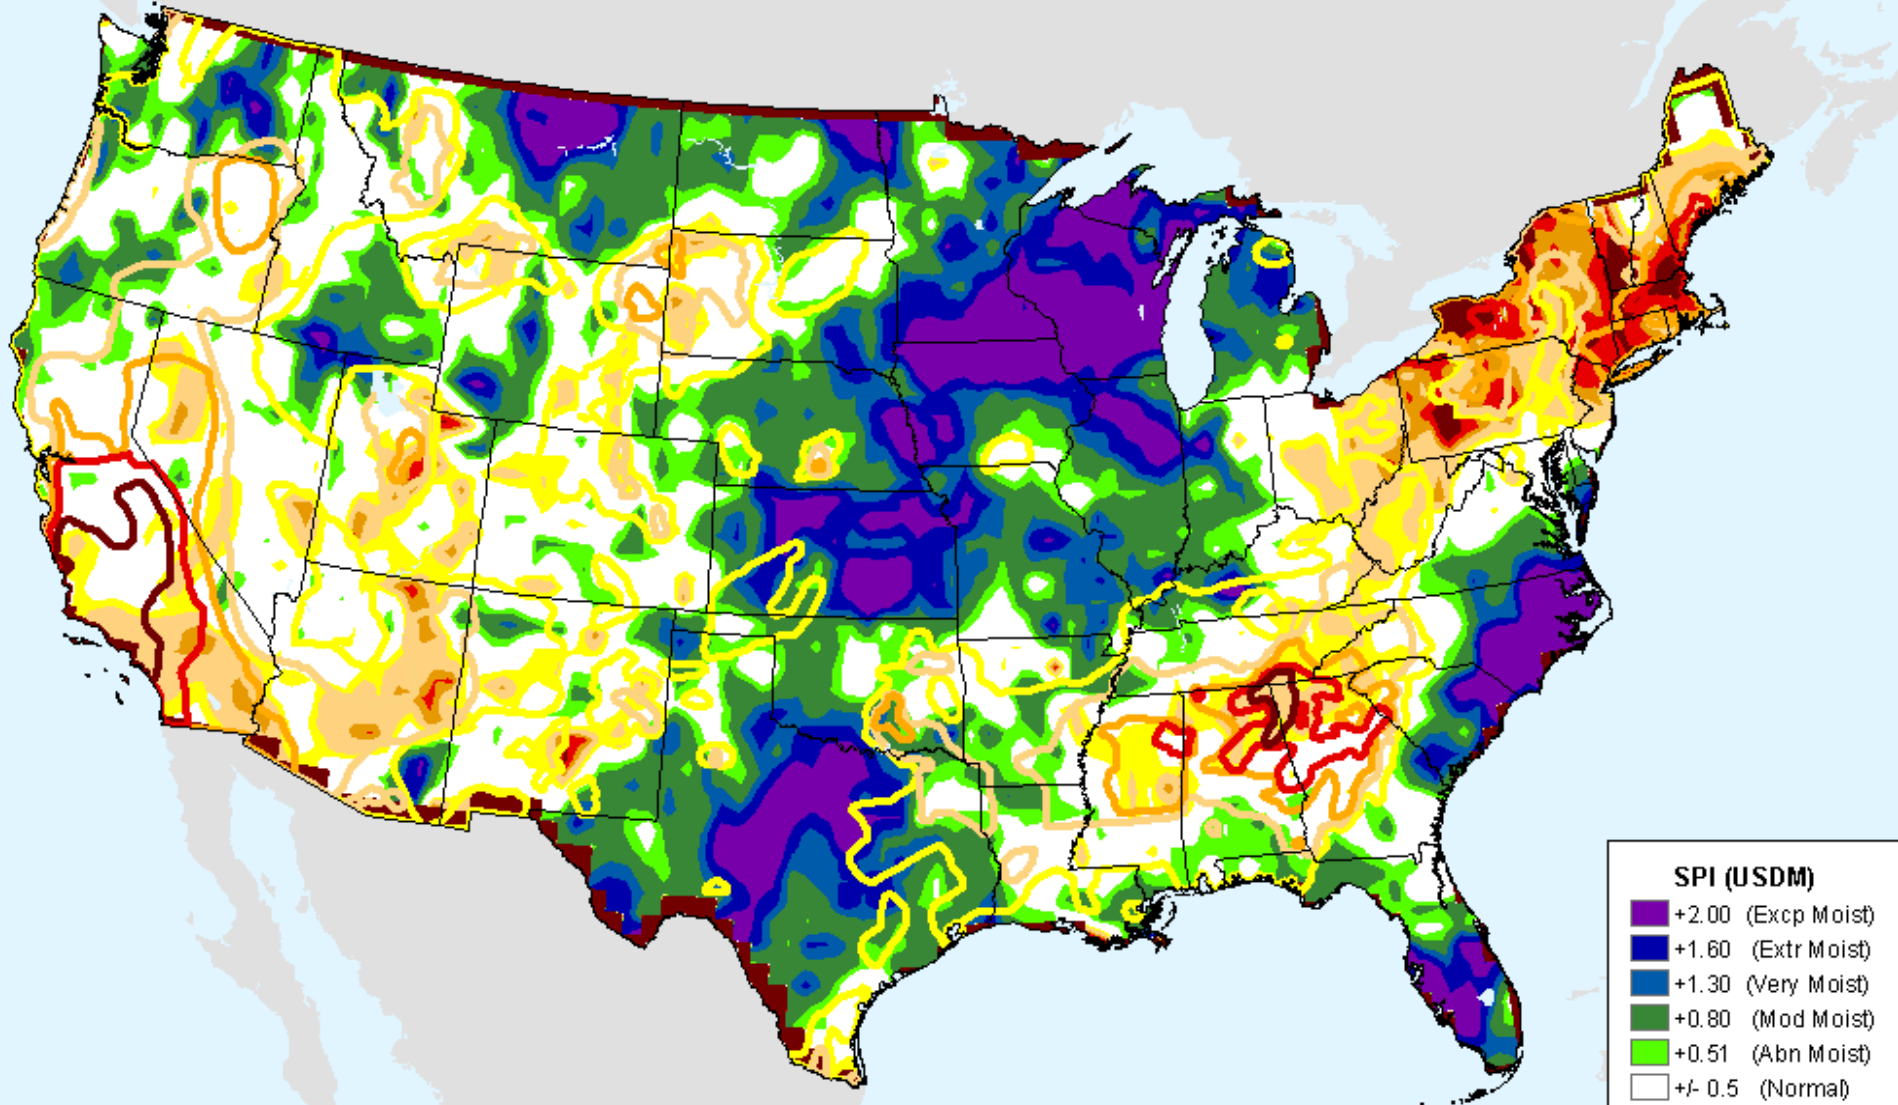 SPI (USDM)
+2.00 (Excp Moist)
+1.60 (Extr Moist)
+1.30 (Very Moist)
+0.80 (Mod Moist)
+0.51 (Abn Moist)
+/- 0.5 (Normal)